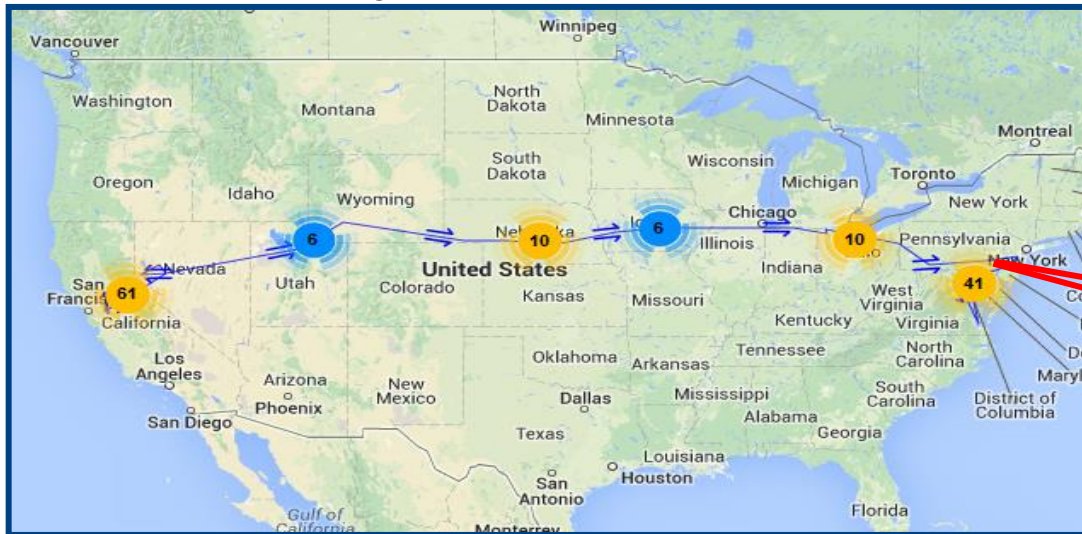 Winnipeg
Vancouver
Washington
Montana
North
Dakota
Minnesota
Montreal
South
Dakota
Wisconsin
Oregon
Idaho
Wyoming
Michigan
Toronto
New York
Chicago
6
10
6
10
Illinois
Pennsylvania
New York
Nevada
Utah
United States
Colorado
Indiana
61
San
California
Kansas
Missouri
West
Virginia
41
Kentucky
Virginia
Los
Angeles
Oklahoma
Arkansas
Tennessee
North
Carolina
Arizona
New
Mexico
Phoenix
Dallas
Mississippi
South
Carolina
District of
Columbia
San Diego
Alabama
Georgia
Texas
Louisiana
Houston
San
Antonio
Florida
Gulf of
California
Monterrey